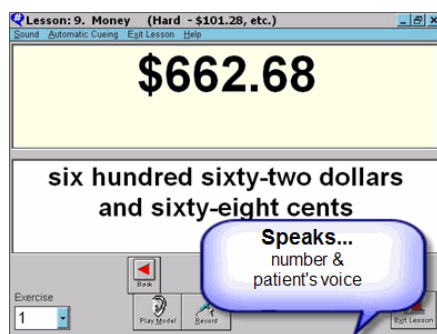 Lesson: 9. Money (Hard - $101.28, etc.)
Sound Automatic Cueing Exit Lesson Help
$662.68
six hundred sixty-two dollars
and sixty-eight cents
Speaks...
number &
patient's voice
Back
Exercise
1
Play Model Record Exit Lesson